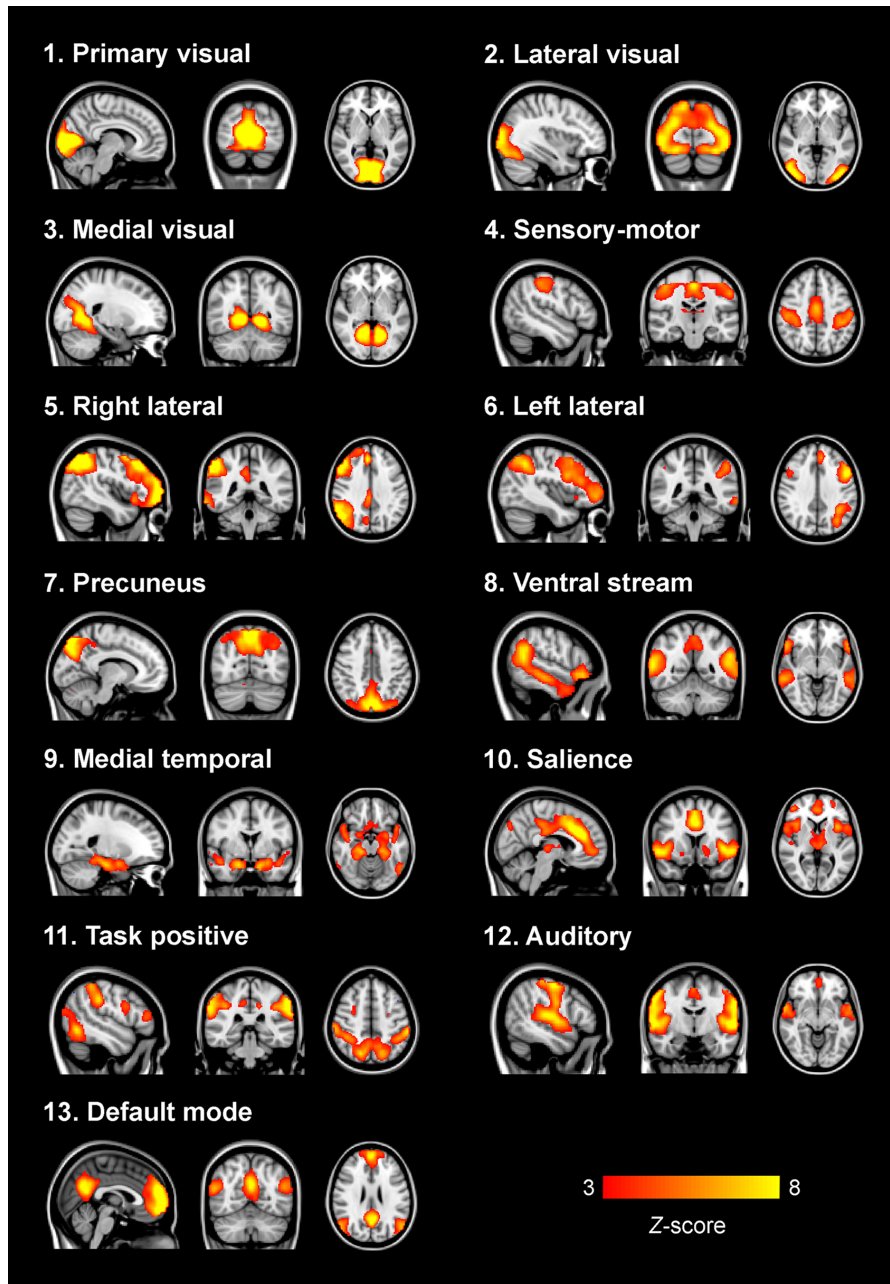 1. Primary visual
2. Lateral visual
3. Medial visual
4. Sensory-motor
5. Right lateral
6. Left lateral
7. Precuneus
8. Ventral stream
9. Medial temporal
10. Salience
11. Task positive
12. Auditory
13. Default mode
3 8
Z-score